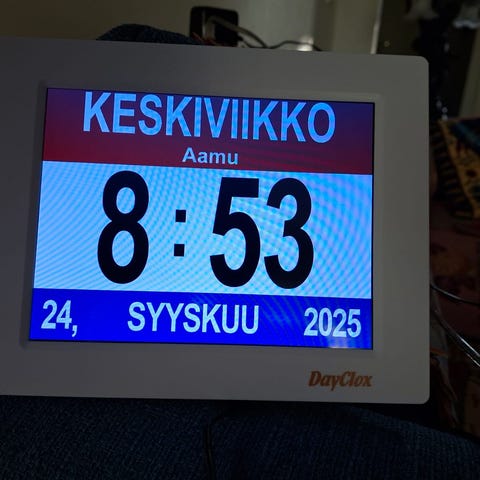 KESKIVIIKKO
Aamu
8:53
24, SYYSKUU 2025
DayClox